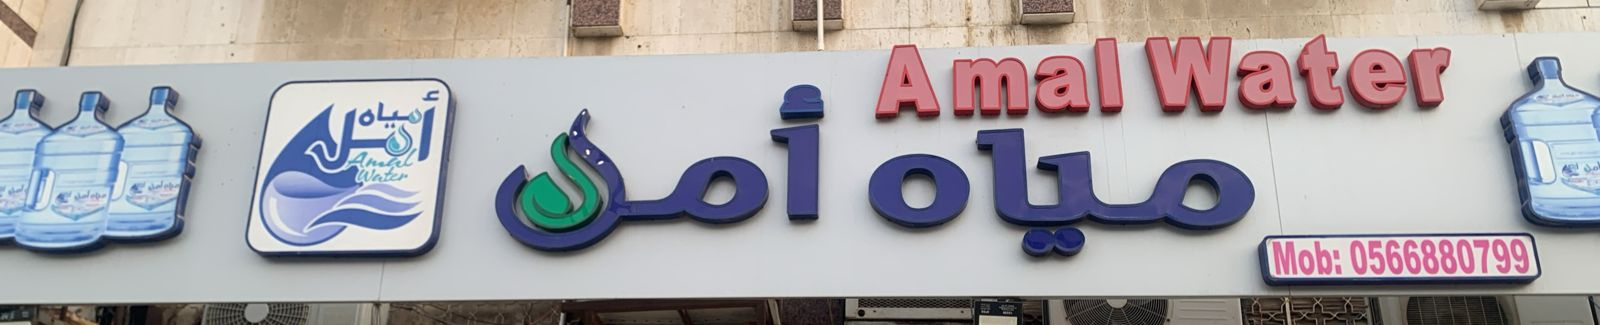 Amal Water
مياه أمل
مياه
أمل
Amal
Water
Mob: 0566880799